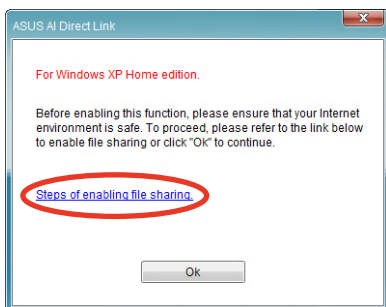 ASUS AI Direct Link
For Windows XP Home edition.
Before enabling this function, please ensure that your Internet
environment is safe. To proceed, please refer to the link below
to enable file sharing or click "Ok" to continue.
Steps of enabling file sharing.
Ok